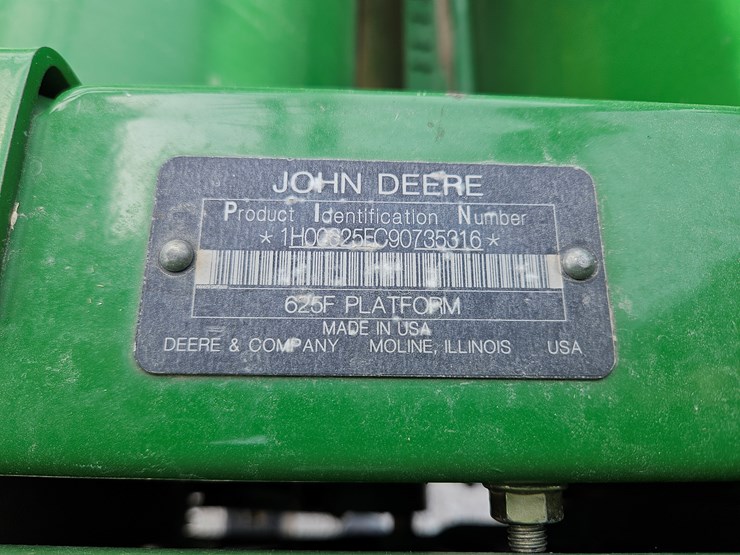 JOHN DEERE
Product Identification Number
*1H00625FC90735316*
625F PLATFORM
MADE IN USA
DEERE & COMPANY MOLINE, ILLINOIS USA